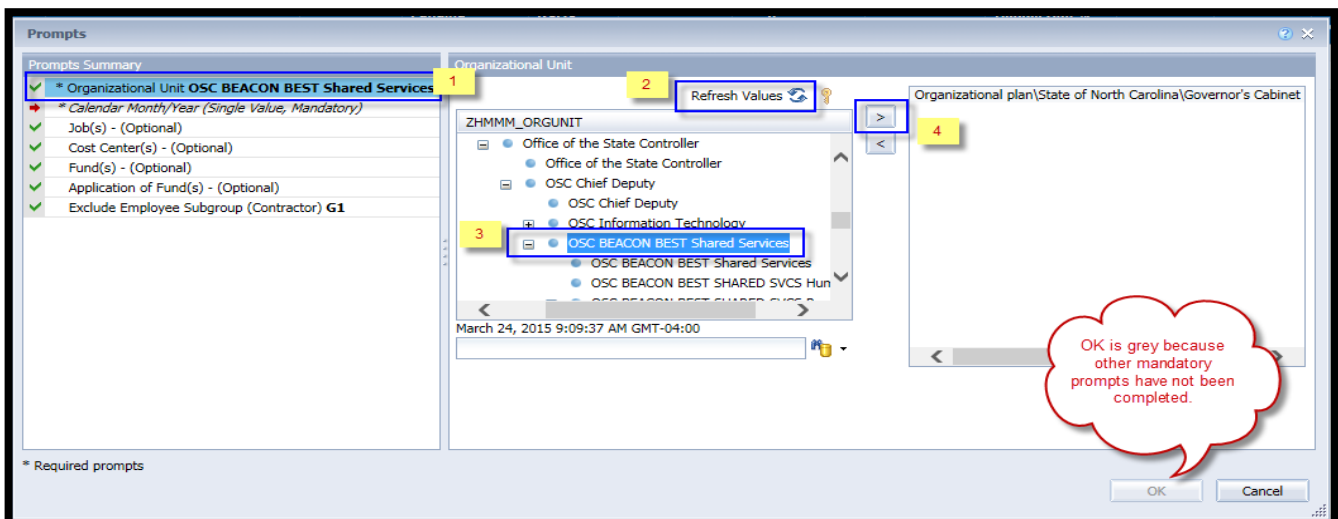 Prompts
Prompts Summary
* Organizational Unit OSC BEACON BEST Shared Services
1
* Calendar Month/Year (Single Value, Mandatory)
Job(s) - (Optional)
Cost Center(s) - (Optional)
Fund(s) - (Optional)
Application of Fund(s) - (Optional)
Exclude Employee Subgroup (Contractor) G1
Organizational Unit
2
Refresh Values
ZHMMM_ORGUNIT
Office of the State Controller
Office of the State Controller
OSC Chief Deputy
OSC Chief Deputy
OSC Information Technology
3
OSC BEACON BEST Shared Services
OSC BEACON BEST Shared Services
OSC BEACON BEST SHARED SVCS Hun
OSC BEACON BEST SHARED SVCS
March 24, 2015 9:09:37 AM GMT-04:00
>
4
<
Organizational plan\State of North Carolina\Governor's Cabinet
OK is grey because
other mandatory
prompts have not been
completed.
* Required prompts
OK
Cancel